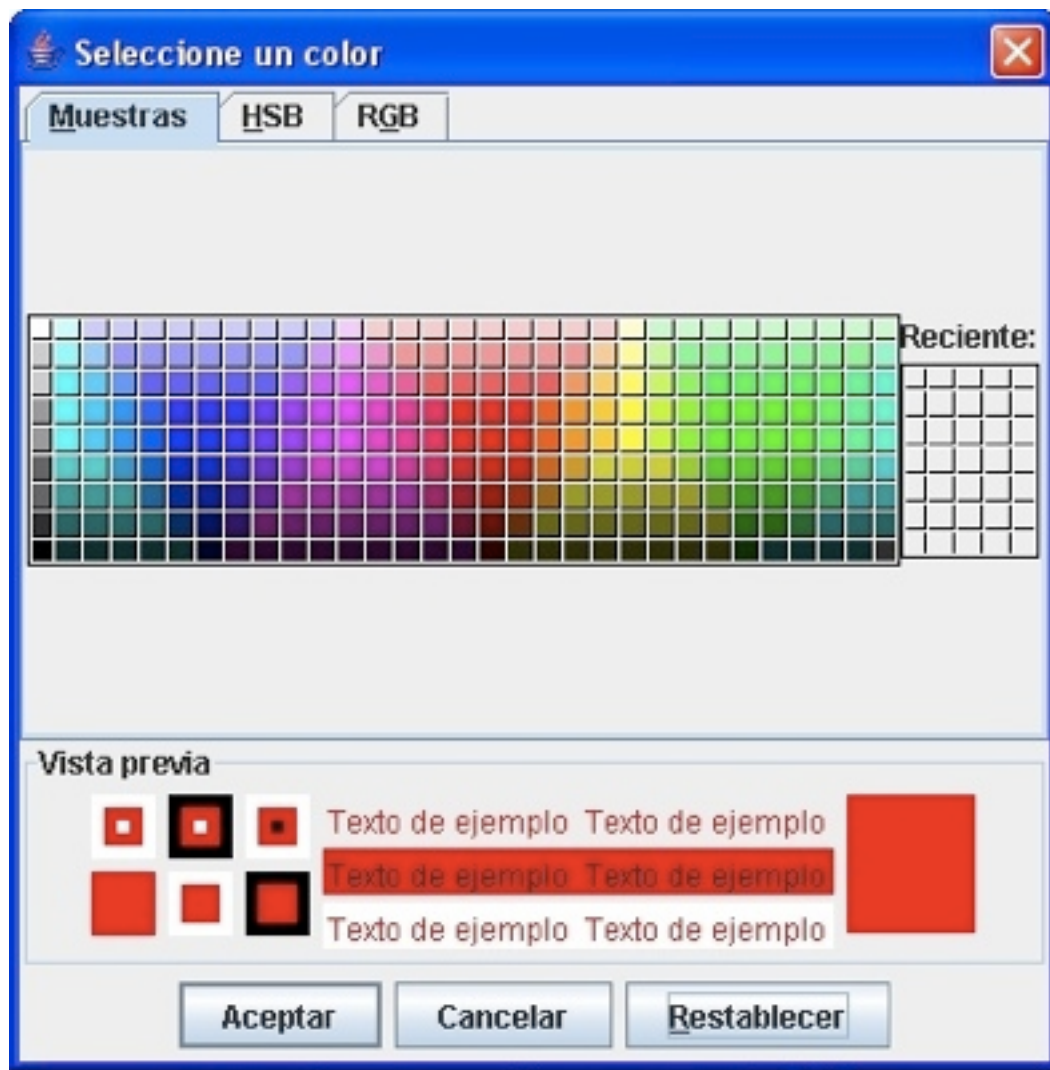 Seleccione un color
Muestras HSB RGB
Reciente:
Vista previa
Texto de ejemplo Texto de ejemplo
Texto de ejemplo Texto de ejemplo
Texto de ejemplo Texto de ejemplo
Aceptar Cancelar Restablecer